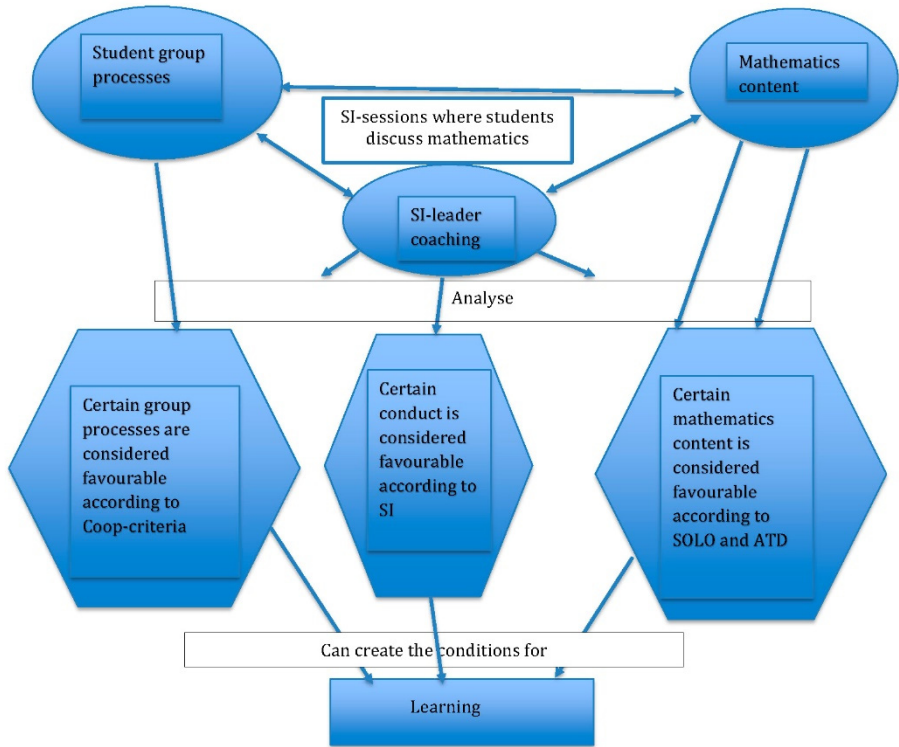 Student group
processes
Mathematics
content
SI-sessions where students
discuss mathematics
SI-leader
coaching
Analyse
Certain group
processes are
considered
favourable
according to
Coop-criteria
Certain
conduct is
considered
favourable
according to
SI
Certain
mathematics
content is
considered
favourable
according to
SOLO and ATD
Can create the conditions for
Learning